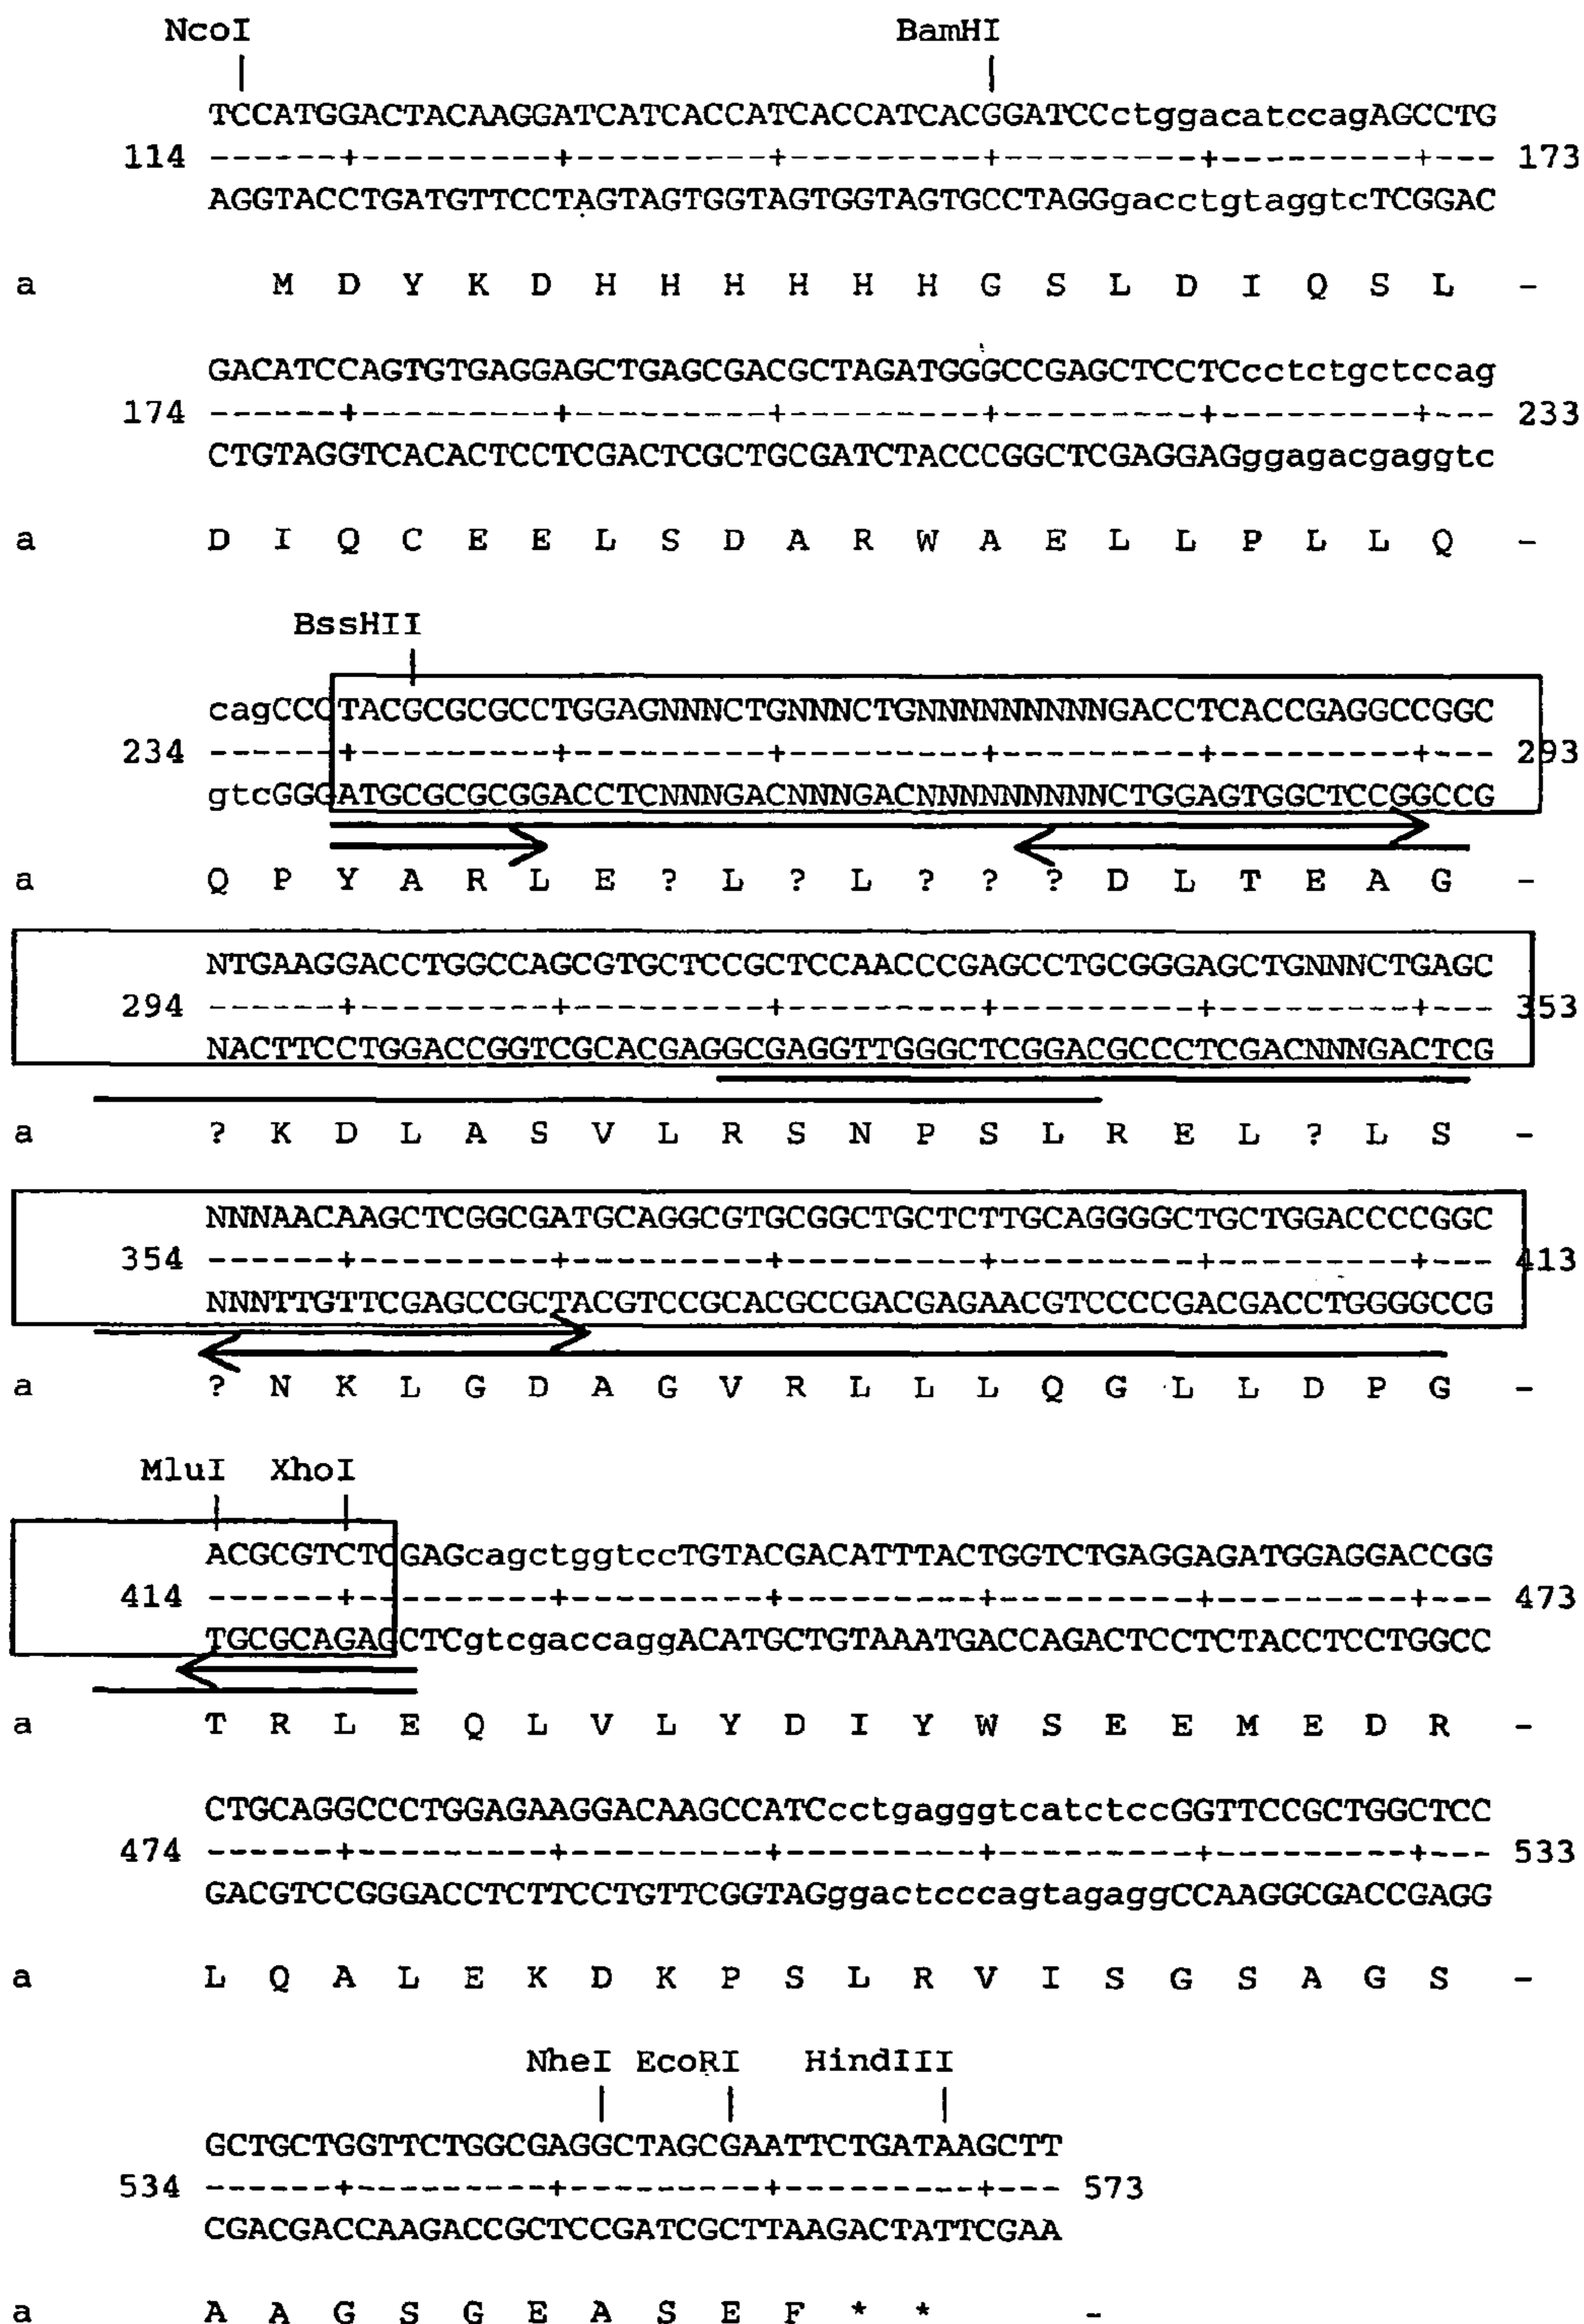 NcoI BamHI
TCCATGGACTACAAGGATCATCACCATCACCATCACGGATCCctggacatccagAGCCTG
114 ------+---------+---------+---------+---------+---------+--- 173
AGGTACCTGATGTTCCTAGTAGTGGTAGTGGTAGTGCCTAGGgacctgtaggtcTCGGAC
a M D Y K D H H H H H H G S L D I Q S L -
GACATCCAGTGTGAGGAGCTGAGCGACGCTAGATGGGCCGAGCTCCTCcctctgctccag
174 ------+---------+---------+---------+---------+---------+--- 233
CTGTAGGTCACACTCCTCGACTCGCTGCGATCTACCCGGCTCGAGGAGggagacgaggtc
a D I Q C E E L S D A R W A E L L P L L Q -
BssHII
cagCCCTACGCGCGCCTGGAGNNNCTGNNNCTGNNNNNNNNNGACCTCACCGAGGCCGGC
234 ------+---------+---------+---------+---------+---------+--- 293
gtcGGGATGCGCGCGGACCTCNNNGACNNNGACNNNNNNNNNCTGGAGTGGCTCCGGCCG
a Q P Y A R L E ? L ? L ? ? ? D L T E A G -
NTGAAGGACCTGGCCAGCGTGCTCCGCTCCAACCCGAGCCTGCGGGAGCTGNNNCTGAGC
294 ------+---------+---------+---------+---------+---------+--- 353
NACTTCCTGGACCGGTCGCACGAGGCGAGGTTGGGCTCGGACGCCCTCGACNNNGACTCG
a ? K D L A S V L R S N P S L R E L ? L S -
NNNAACAAGCTCGGCGATGCAGGCGTGCGGCTGCTCTTGCAGGGGCTGCTGGACCCCGGC
354 ------+---------+---------+---------+---------+---------+--- 413
NNNTTGTTCGAGCCGCTACGTCCGCACGCCGACGAGAACGTCCCCGACGACCTGGGGCCG
a ? N K L G D A G V R L L L Q G L L D P G -
MluI XhoI
ACGCGTCTCGAGcagctggtccTGTACGACATTTACTGGTCTGAGGAGATGGAGGACCGG
414 ------+---------+---------+---------+---------+---------+--- 473
TGCGCAGAGCTCgtcgaccaggACATGCTGTAAATGACCAGACTCCTCTACCTCCTGGCC
a T R L E Q L V L Y D I Y W S E E M E D R -
CTGCAGGCCCTGGAGAAGGACAAGCCATCcctgagggtcatctccGGTTCCGCTGGCTCC
474 ------+---------+---------+---------+---------+---------+--- 533
GACGTCCGGGACCTCTTCCTGTTCGGTAGggactcccagtagaggCCAAGGCGACCGAGG
a L Q A L E K D K P S L R V I S G S A G S -
NheI EcoRI HindIII
GCTGCTGGTTCTGGCGAGGCTAGCGAATTCTGATAAGCTT
534 ------+---------+---------+---------+--- 573
CGACGACCAAGACCGCTCCGATCGCTTAAGACTATTCGAA
a A A G S G E A S E F * * -